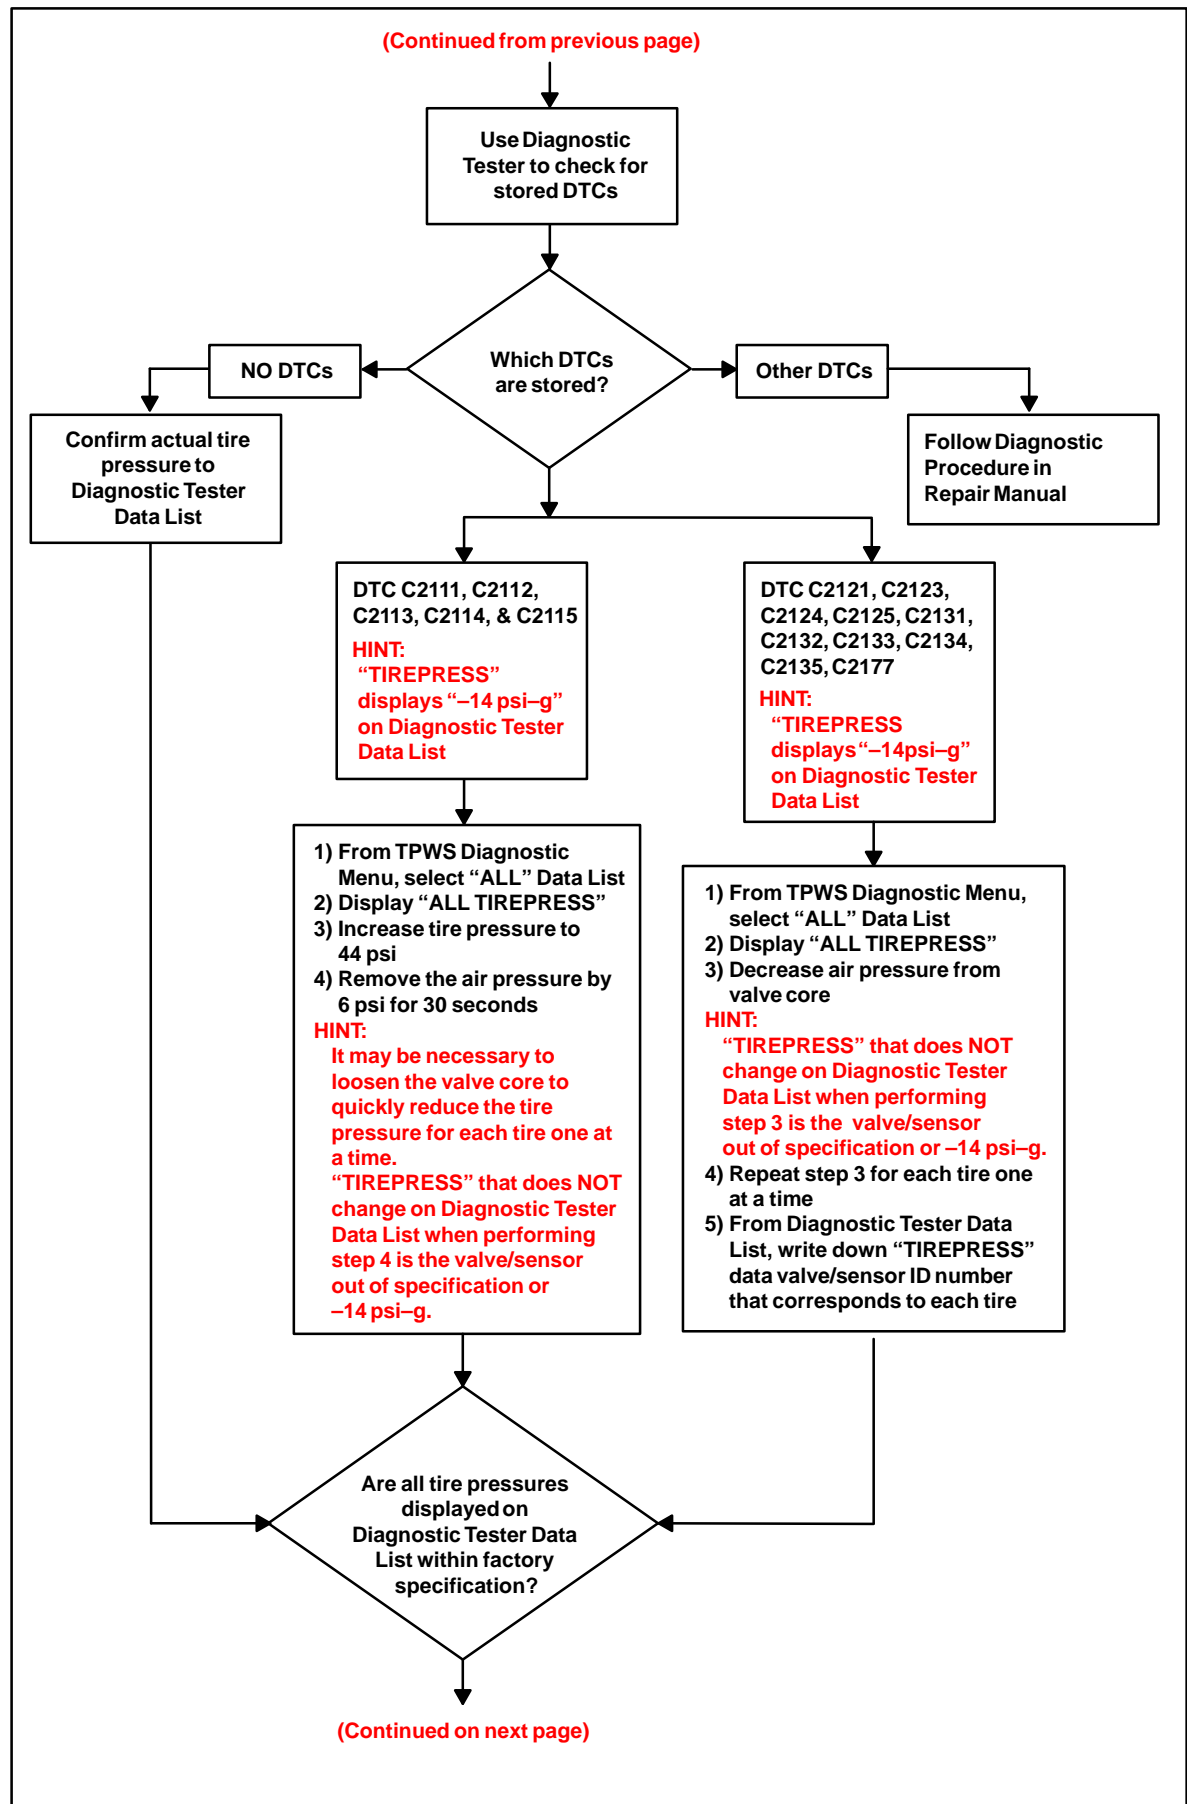 (Continued from previous page)
Use Diagnostic
Tester to check for
stored DTCs
Which DTCs
are stored?
NO DTCs
Other DTCs
Confirm actual tire
pressure to
Diagnostic Tester
Data List
Follow Diagnostic
Procedure in
Repair Manual
DTC C2111, C2112,
C2113, C2114, & C2115
HINT:
“TIREPRESS”
displays “–14 psi–g”
on Diagnostic Tester
Data List
DTC C2121, C2123,
C2124, C2125, C2131,
C2132, C2133, C2134,
C2135, C2177
HINT:
“TIREPRESS
displays “–14psi–g”
on Diagnostic Tester
Data List
1) From TPWS Diagnostic
Menu, select “ALL” Data List
2) Display “ALL TIREPRESS”
3) Increase tire pressure to
44 psi
4) Remove the air pressure by
6 psi for 30 seconds
HINT:
It may be necessary to
loosen the valve core to
quickly reduce the tire
pressure for each tire one at
a time.
“TIREPRESS” that does NOT
change on Diagnostic Tester
Data List when performing
step 4 is the valve/sensor
out of specification or
–14 psi–g.
1) From TPWS Diagnostic Menu,
select “ALL” Data List
2) Display “ALL TIREPRESS”
3) Decrease air pressure from
valve core
HINT:
“TIREPRESS” that does NOT
change on Diagnostic Tester
Data List when performing
step 3 is the valve/sensor
out of specification or –14 psi–g.
4) Repeat step 3 for each tire one
at a time
5) From Diagnostic Tester Data
List, write down “TIREPRESS”
data valve/sensor ID number
that corresponds to each tire
Are all tire pressures
displayed on
Diagnostic Tester Data
List within factory
specification?
(Continued on next page)